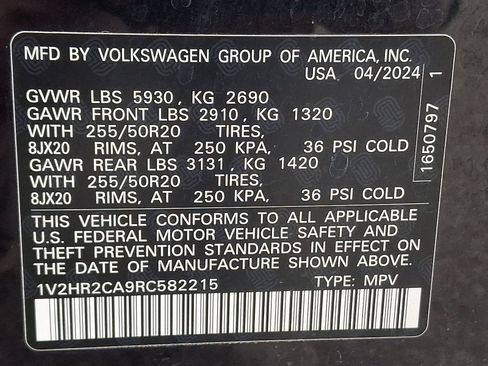 MFD BY VOLKSWAGEN GROUP OF AMERICA, INC.
USA 04/2024
GVWR LBS 5930 , KG 2690
GAWR FRONT LBS 2910, KG 1320
WITH 255/50R20 TIRES,
8JX20 RIMS, AT 250 KPA, 36 PSI COLD
GAWR REAR LBS 3131, KG 1420
WITH 255/50R20 TIRES,
8JX20 RIMS, AT 250 KPA, 36 PSI COLD
THIS VEHICLE CONFORMS TO ALL APPLICABLE
U.S. FEDERAL MOTOR VEHICLE SAFETY AND
THEFT PREVENTION STANDARDS IN EFFECT ON
THE DATE OF MANUFACTURE SHOWN ABOVE.
1V2HR2CA9RC582215 TYPE: MPV
1650797 1